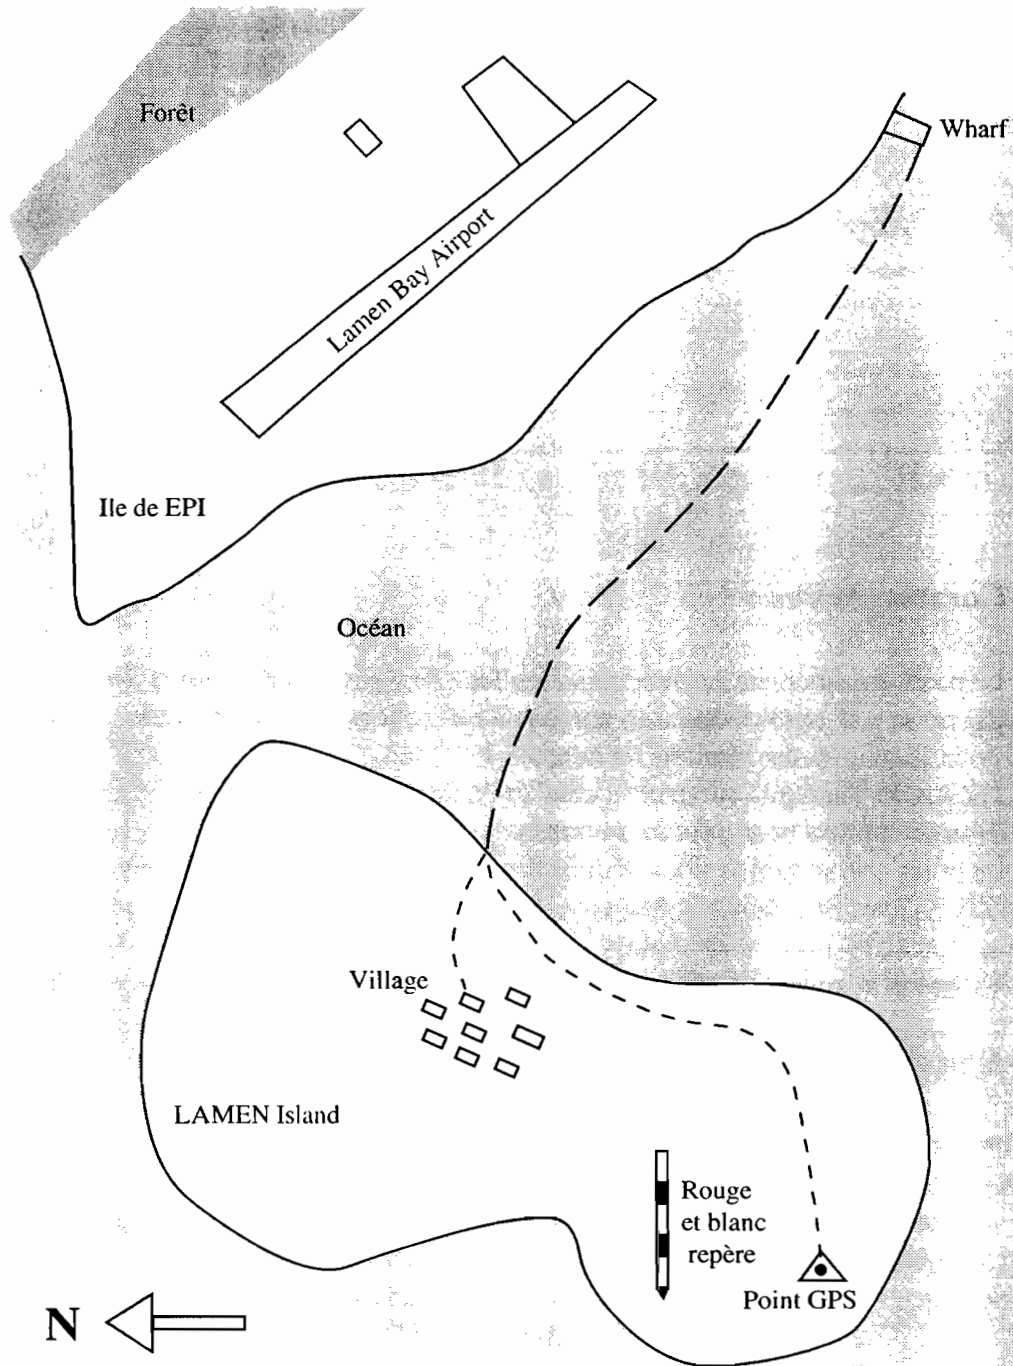 Forêt
Wharf
Lamen Bay Airport
Ile de EPI
Océan
Village
LAMEN Island
Rouge
et blanc
repère
Point GPS
N